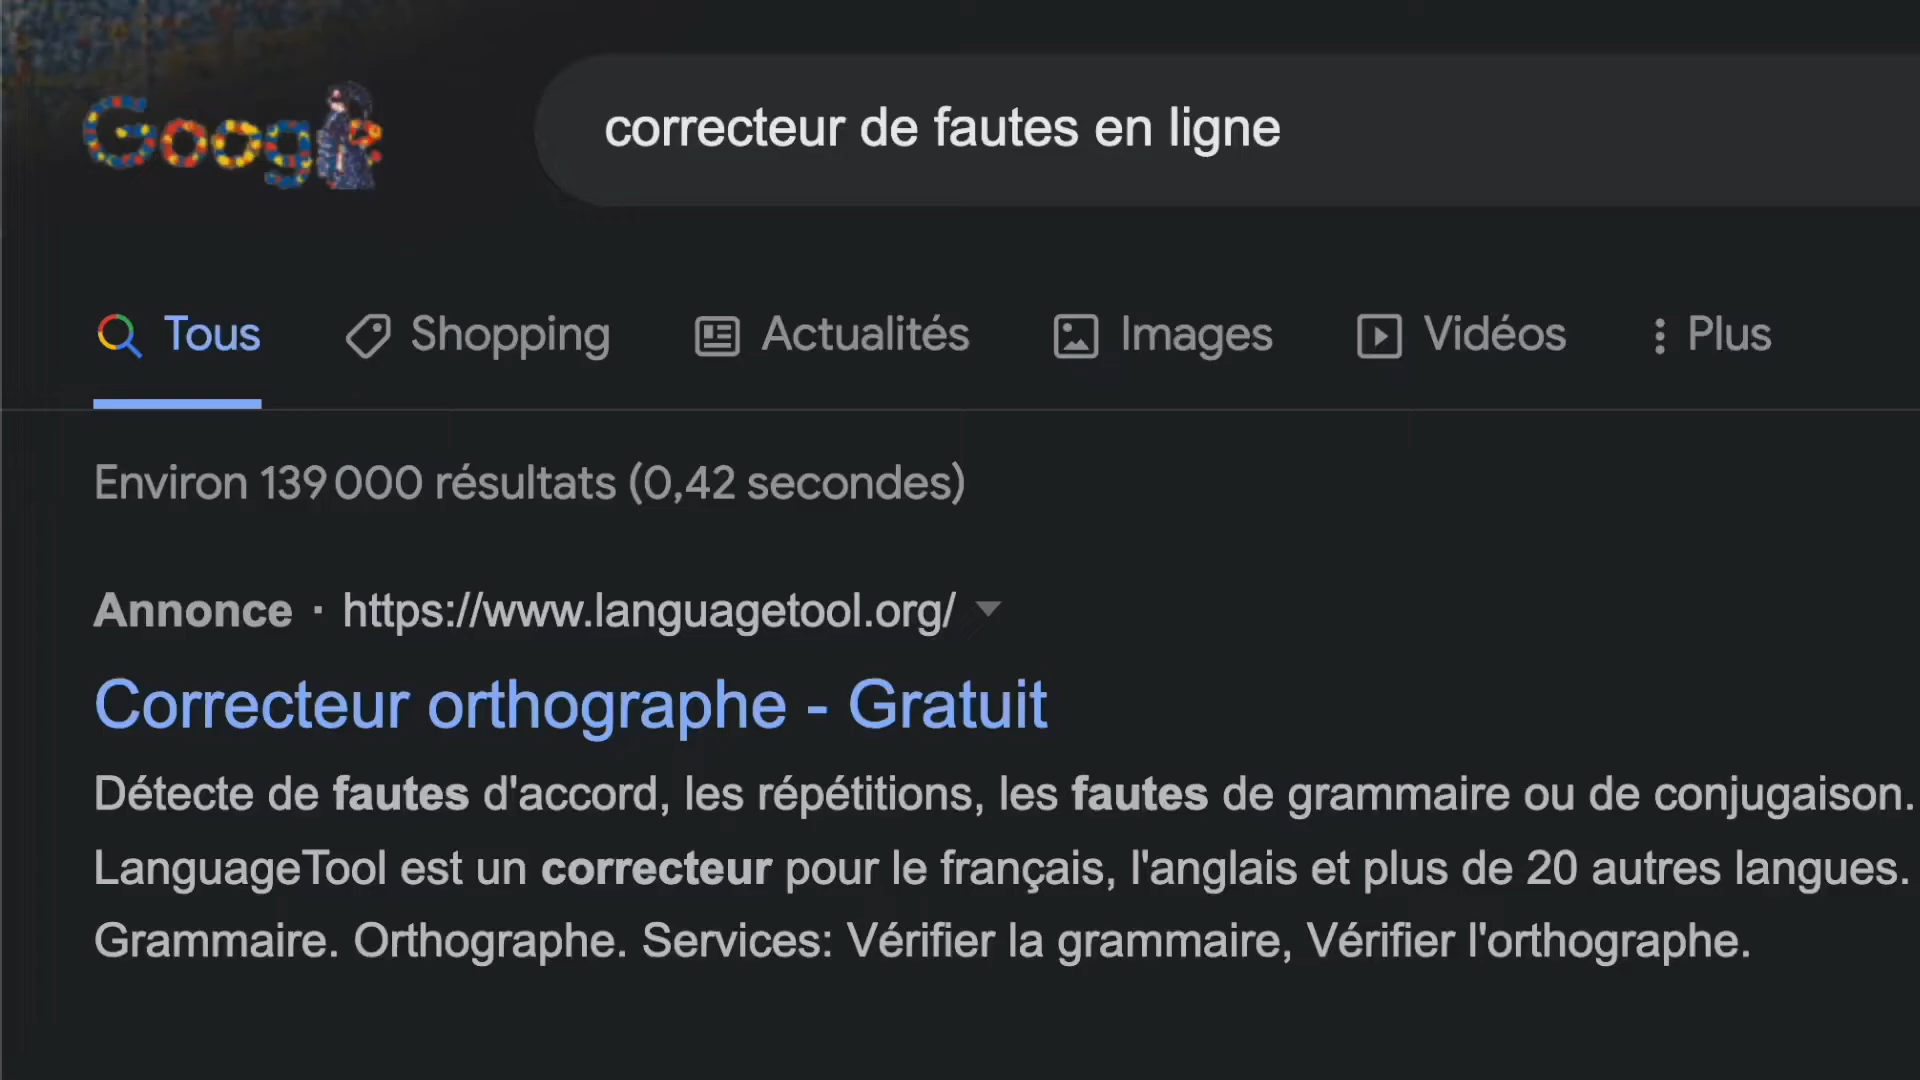 Google
correcteur de fautes en ligne
Tous Shopping Actualités Images Vidéos Plus
Environ 139 000 résultats (0,42 secondes)
Annonce · https://www.languagetool.org/
Correcteur orthographe - Gratuit
Détecte de fautes d'accord, les répétitions, les fautes de grammaire ou de conjugaison.
LanguageTool est un correcteur pour le français, l'anglais et plus de 20 autres langues.
Grammaire. Orthographe. Services: Vérifier la grammaire, Vérifier l'orthographe.